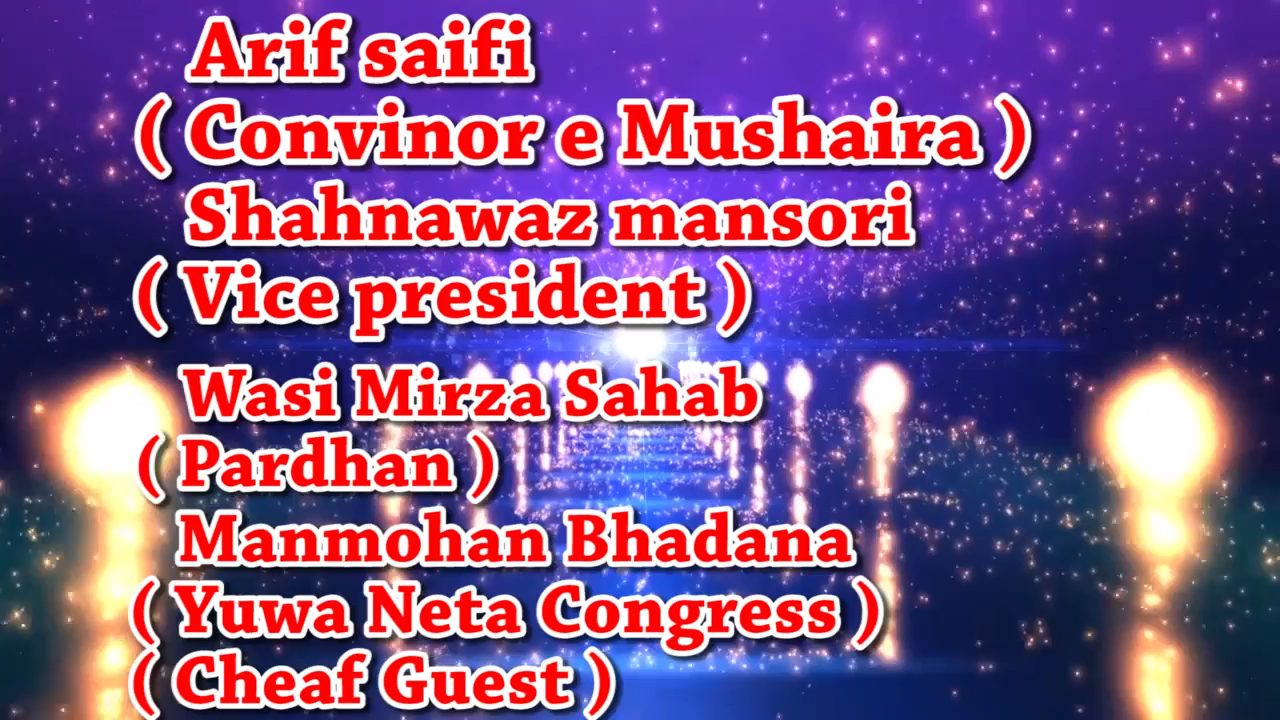 Arif saifi
( Convinor e Mushaira )
Shahnawaz mansori
( Vice president )
Wasi Mirza Sahab
( Pardhan )
Manmohan Bhadana
( Yuwa Neta Congress )
( Cheaf Guest )